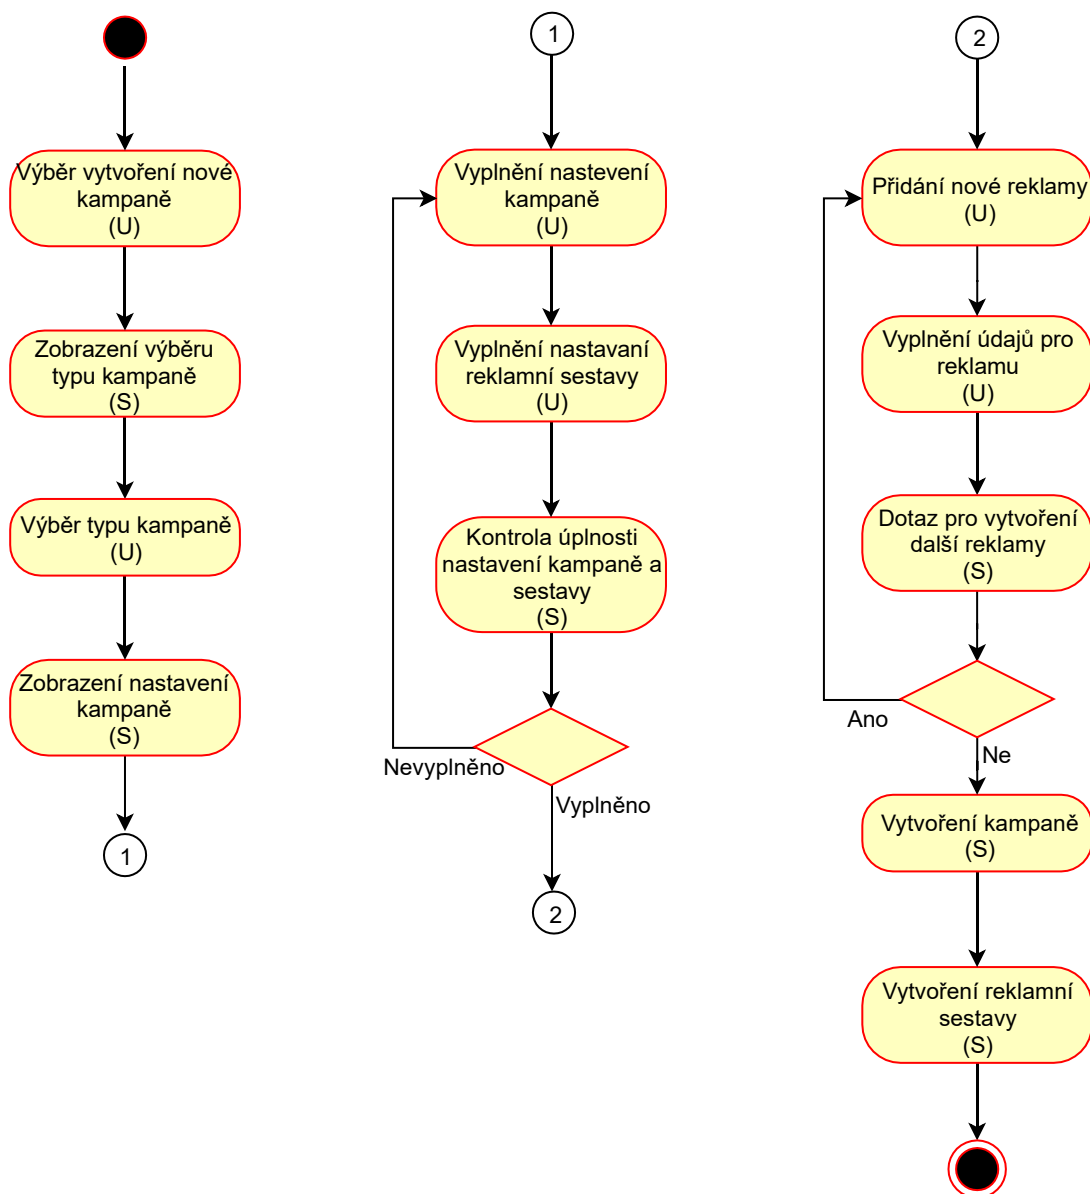 Výběr vytvoření nové
kampaně
(U)
Zobrazení výběru
typu kampaně
(S)
Výběr typu kampaně
(U)
Zobrazení nastavení
kampaně
(S)
1
1
Vyplnění nastevení
kampaně
(U)
Vyplnění nastavaní
reklamní sestavy
(U)
Kontrola úplnosti
nastavení kampaně a
sestavy
(S)
Nevyplněno
Vyplněno
2
2
Přidání nové reklamy
(U)
Vyplnění údajů pro
reklamu
(U)
Dotaz pro vytvoření
další reklamy
(S)
Ano
Ne
Vytvoření kampaně
(S)
Vytvoření reklamní
sestavy
(S)